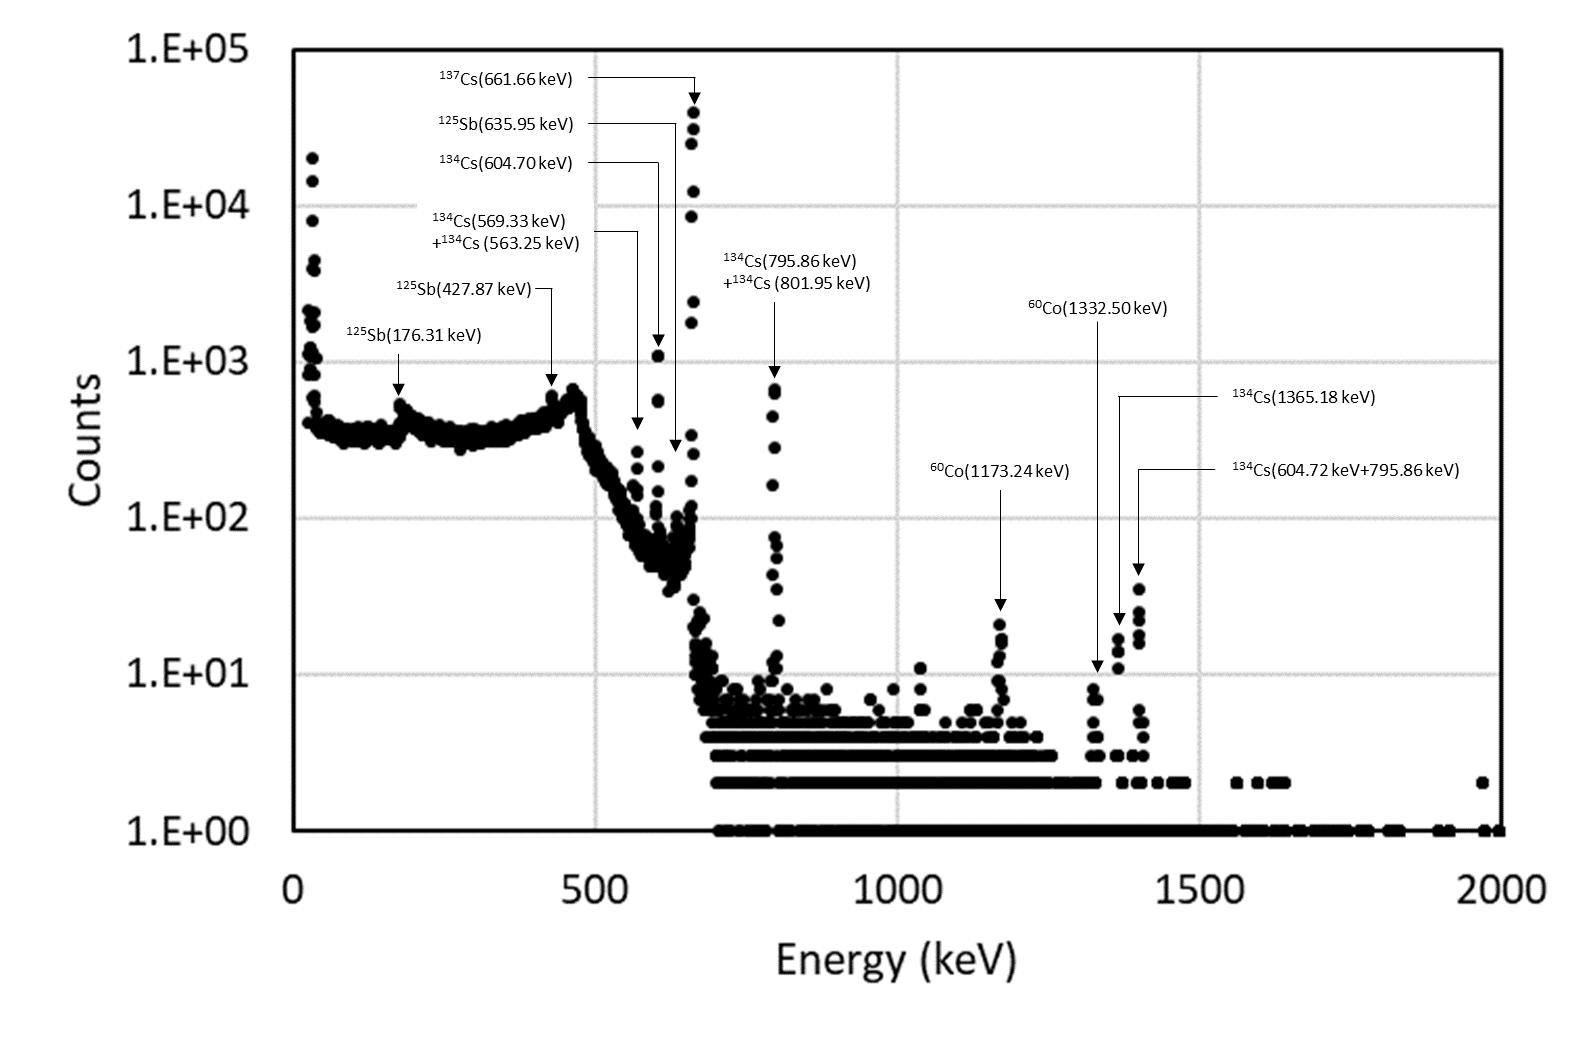 1.E+05
1.E+04
1.E+03
1.E+02
1.E+01
1.E+00
Counts
¹³⁷Cs(661.66 keV)
¹²⁵Sb(635.95 keV)
¹³⁴Cs(604.70 keV)
¹³⁴Cs(569.33 keV)
+¹³⁴Cs (563.25 keV)
¹²⁵Sb(427.87 keV)
¹²⁵Sb(176.31 keV)
¹³⁴Cs(795.86 keV)
+¹³⁴Cs (801.95 keV)
⁶⁰Co(1332.50 keV)
¹³⁴Cs(1365.18 keV)
⁶⁰Co(1173.24 keV)
¹³⁴Cs(604.72 keV+795.86 keV)
0 500 1000 1500 2000
Energy (keV)